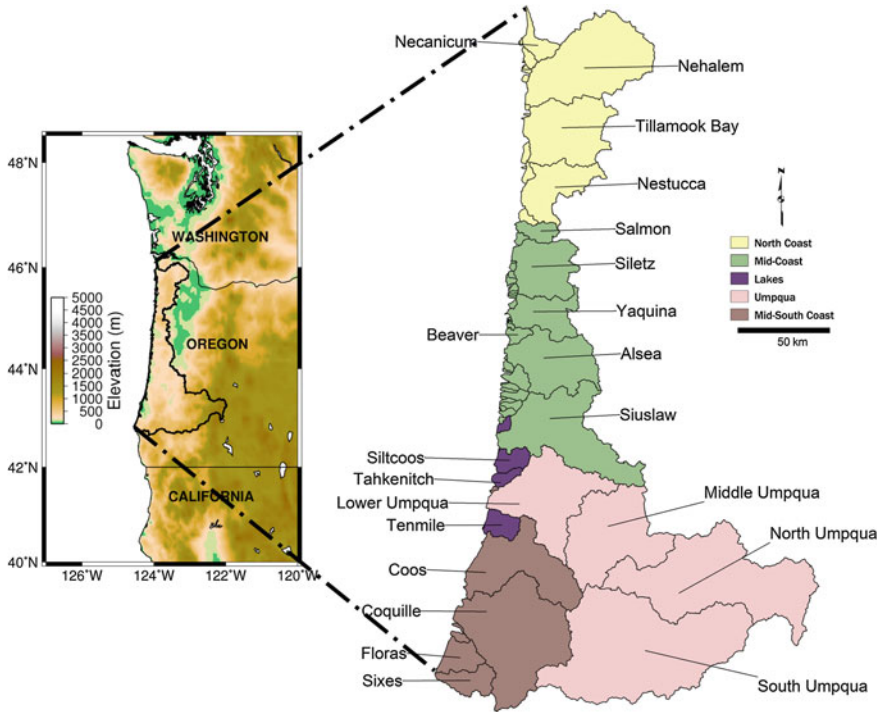 Necanicum
Nehalem
Tillamook Bay
Nestucca
Salmon
Siletz
Yaquina
Beaver
Alsea
Siuslaw
Siltcoos
Tahkenitch
Lower Umpqua
Tenmile
Middle Umpqua
North Umpqua
Coos
Coquille
Floras
Sixes
South Umpqua
N
North Coast
Mid-Coast
Lakes
Umpqua
Mid-South Coast
50 km
48°N
46°N
44°N
42°N
40°N
126°W
124°W
122°W
120°W
WASHINGTON
OREGON
CALIFORNIA
5000
4000
3000
2500
2000
1500
1000
500
0
Elevation (m)